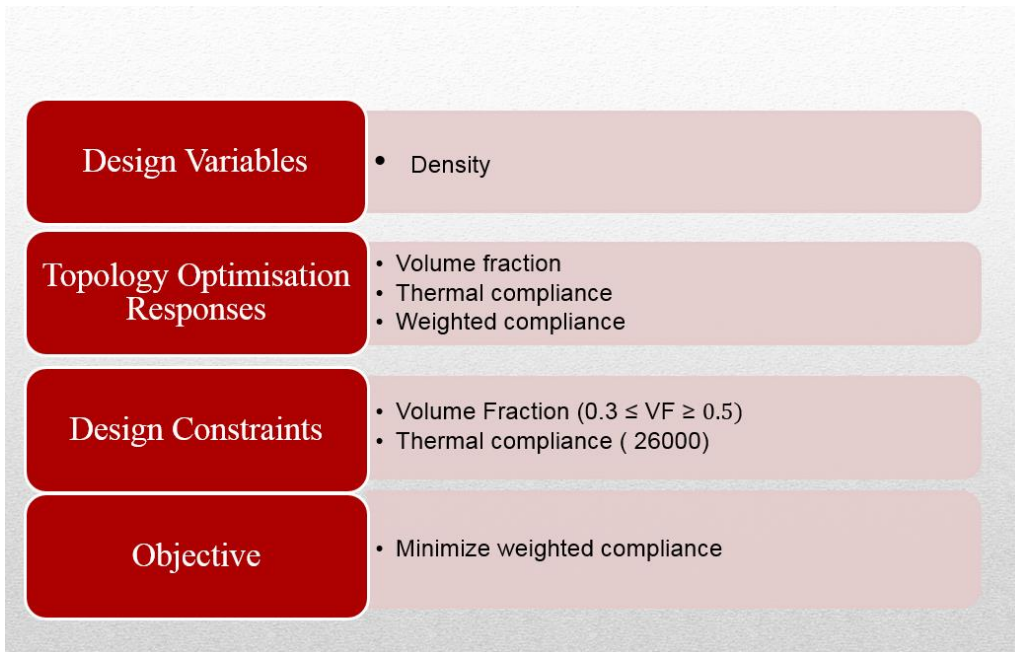 Design Variables
• Density
Topology Optimisation
Responses
• Volume fraction
• Thermal compliance
• Weighted compliance
Design Constraints
• Volume Fraction (0.3 ≤ VF ≥ 0.5)
• Thermal compliance ( 26000)
Objective
• Minimize weighted compliance